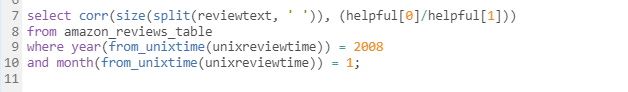 7 select corr(size(split(reviewtext, ' ')), (helpful[0]/helpful[1]))
8 from amazon_reviews_table
9 where year(from_unixtime(unixreviewtime)) = 2008
10 and month(from_unixtime(unixreviewtime)) = 1;
11